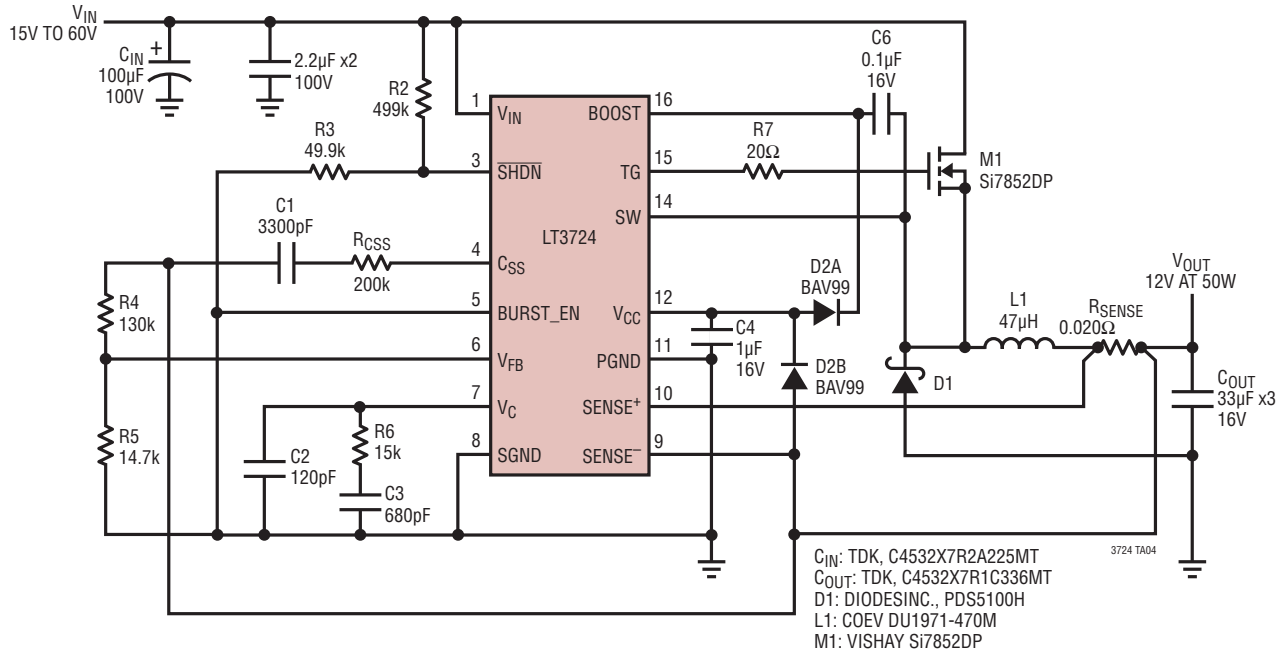 VIN
15V TO 60V
CIN
100µF
100V
+
2.2µF x2
100V
R2
499k
R3
49.9k
C1
3300pF
RCSS
200k
R4
130k
R5
14.7k
C2
120pF
R6
15k
C3
680pF
1
VIN
3
SHDN
4
CSS
5
BURST_EN
6
VFB
7
VC
8
SGND
LT3724
BOOST
16
TG
15
SW
14
VCC
12
PGND
11
SENSE+
10
SENSE–
9
C6
0.1µF
16V
R7
20Ω
M1
Si7852DP
D2A
BAV99
C4
1µF
16V
D2B
BAV99
D1
L1
47µH
RSENSE
0.020Ω
VOUT
12V AT 50W
COUT
33µF x3
16V
3724 TA04
CIN: TDK, C4532X7R2A225MT
COUT: TDK, C4532X7R1C336MT
D1: DIODESINC., PDS5100H
L1: COEV DU1971-470M
M1: VISHAY Si7852DP